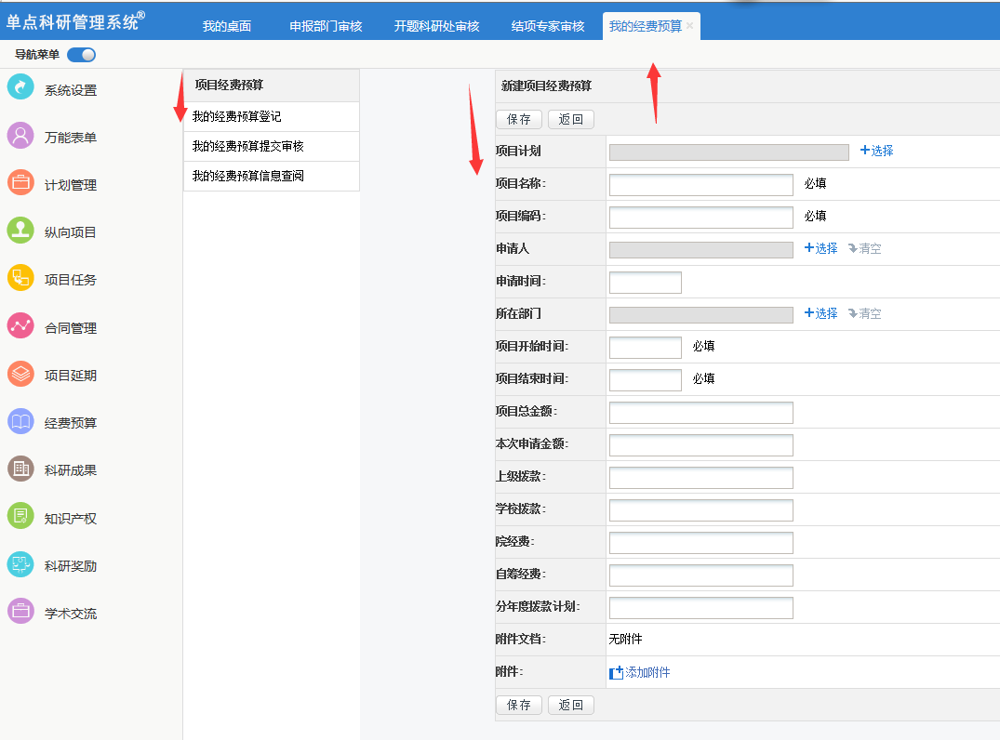 单点科研管理系统®
我的桌面 申报部门审核 开题科研处审核 结项专家审核 我的经费预算 ×
导航菜单
系统设置
万能表单
计划管理
纵向项目
项目任务
合同管理
项目延期
经费预算
科研成果
知识产权
科研奖励
学术交流
项目经费预算
我的经费预算登记
我的经费预算提交审核
我的经费预算信息查阅
新建项目经费预算
保存 返回
项目计划 +选择
项目名称: 必填
项目编码: 必填
申请人 +选择 清空
申请时间:
所在部门 +选择 清空
项目开始时间: 必填
项目结束时间: 必填
项目总金额:
本次申请金额:
上级拨款:
学校拨款:
院经费:
自筹经费:
分年度拨款计划:
附件文档: 无附件
附件: 添加附件
保存 返回